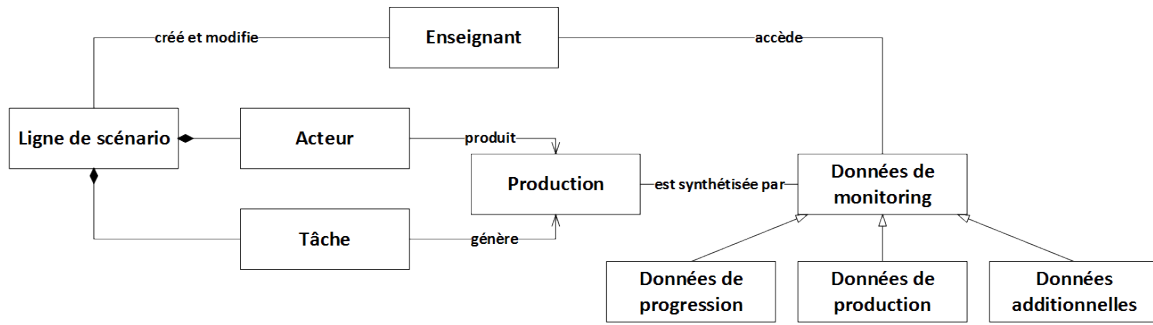 créé et modifie
Enseignant
accède
Ligne de scénario
Acteur
produit
Production
est synthétisée par
Données de
monitoring
Tâche
génère
Données de
progression
Données de
production
Données
additionnelles